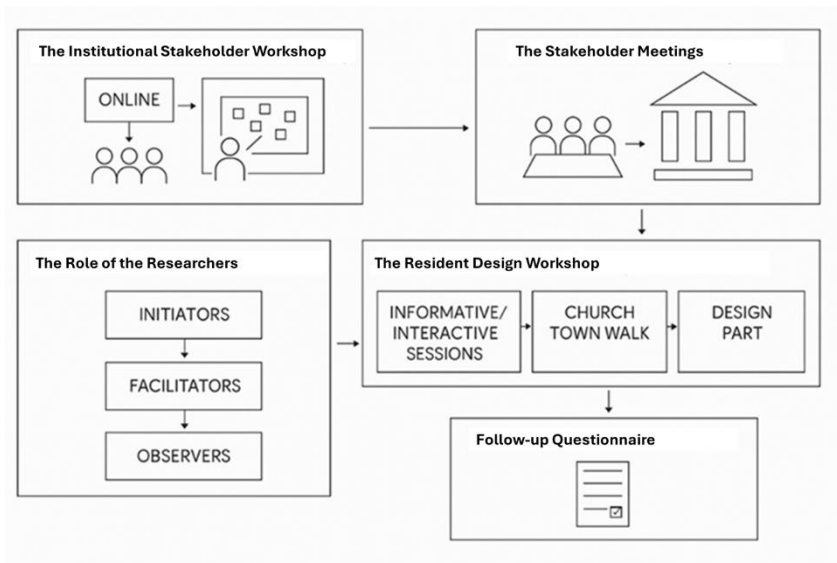 The Institutional Stakeholder Workshop
ONLINE
The Stakeholder Meetings
The Role of the Researchers
INITIATORS
FACILITATORS
OBSERVERS
The Resident Design Workshop
INFORMATIVE/
INTERACTIVE
SESSIONS
CHURCH
TOWN WALK
DESIGN
PART
Follow-up Questionnaire